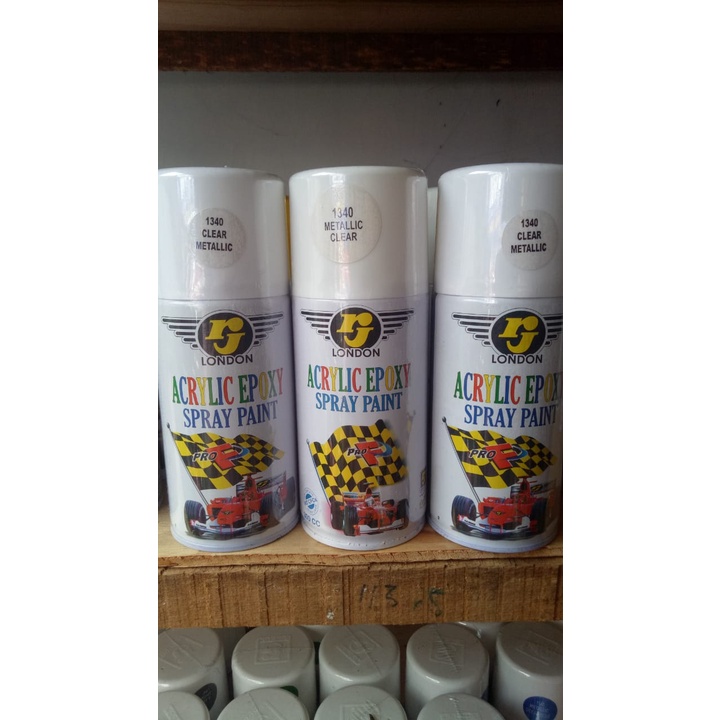 1340
CLEAR
METALLIC
rj
LONDON
ACRYLIC EPOXY
SPRAY PAINT
PRO
1340
METALLIC
CLEAR
rj
LONDON
ACRYLIC EPOXY
SPRAY PAINT
PRO
CC
1340
CLEAR
METALLIC
rj
LONDON
ACRYLIC EPOXY
SPRAY PAINT
PRO